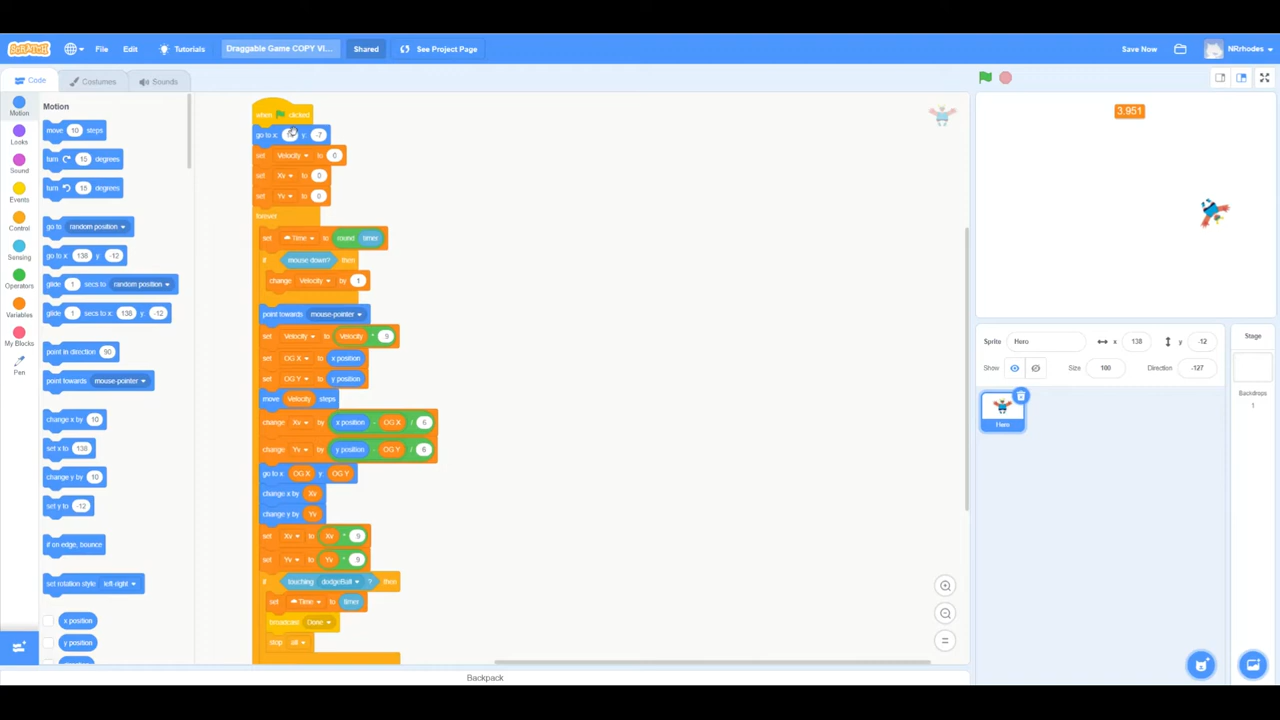 SCRATCH File Edit Tutorials Draggable Game COPY VI... Shared See Project Page Save Now NRrhodes
Code Costumes Sounds
Motion
Looks
Sound
Events
Control
Sensing
Operators
Variables
My Blocks
Pen
Motion
move 10 steps
turn 15 degrees
turn 15 degrees
go to random position
go to x: 138 y: -12
glide 1 secs to random position
glide 1 secs to x: 138 y: -12
point in direction 90
point towards mouse-pointer
change x by 10
set x to 138
change y by 10
set y to -12
if on edge, bounce
set rotation style left-right
x position
y position
when clicked
go to x: y: -7
set Velocity to 0
set Xv to 0
set Yv to 0
forever
set Time to round timer
if mouse down? then
change Velocity by 1
point towards mouse-pointer
set Velocity to Velocity * 9
set OG X to x position
set OG Y to y position
move Velocity steps
change Xv by x position - OG X / 6
change Yv by y position - OG Y / 6
go to x: OG X y: OG Y
change x by Xv
change y by Yv
set Xv to Xv * 9
set Yv to Yv * 9
if touching dodgeBall ? then
set Time to timer
broadcast Done
stop all
3.951
Sprite Hero x 138 y -12
Show Size 100 Direction -127
Hero
Stage
Backdrops
1
Backpack